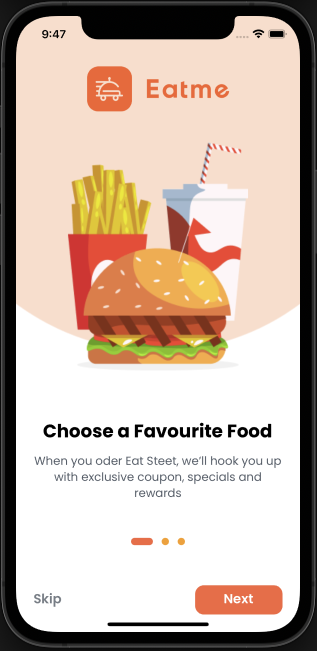 9:47
Eatme
Choose a Favourite Food
When you oder Eat Steet, we'll hook you up
with exclusive coupon, specials and
rewards
Skip
Next